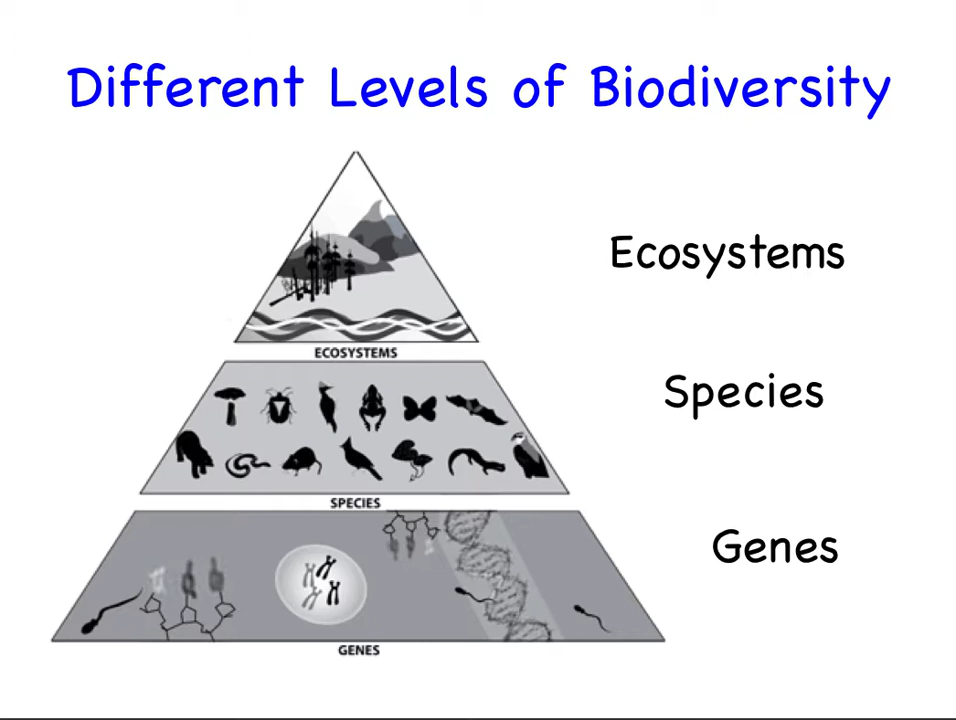 Different Levels of Biodiversity
Ecosystems
ECOSYSTEMS
Species
SPECIES
Genes
GENES